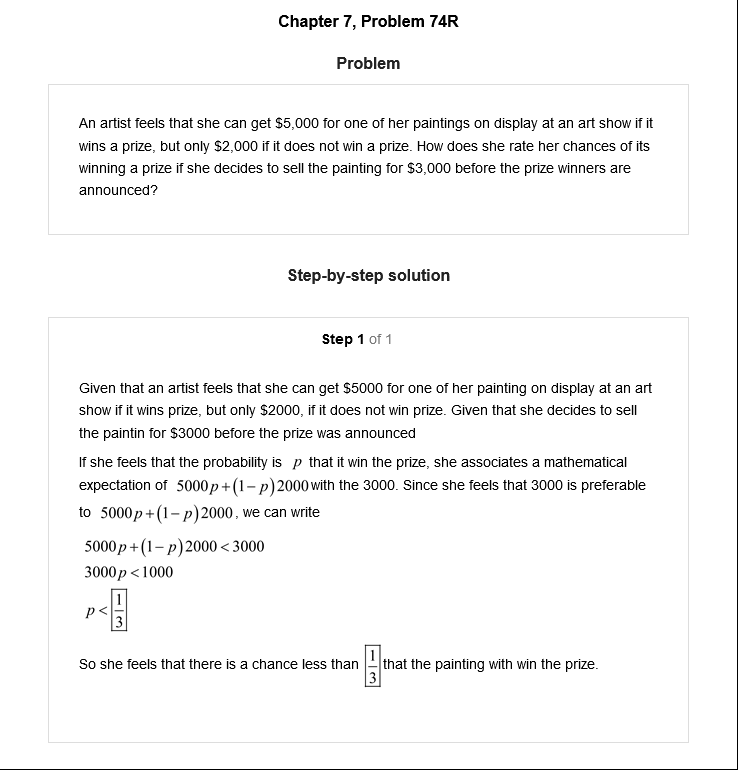 Chapter 7, Problem 74R
Problem
An artist feels that she can get $5,000 for one of her paintings on display at an art show if it
wins a prize, but only $2,000 if it does not win a prize. How does she rate her chances of its
winning a prize if she decides to sell the painting for $3,000 before the prize winners are
announced?
Step-by-step solution
Step 1 of 1
Given that an artist feels that she can get $5000 for one of her painting on display at an art
show if it wins prize, but only $2000, if it does not win prize. Given that she decides to sell
the paintin for $3000 before the prize was announced
If she feels that the probability is p that it win the prize, she associates a mathematical
expectation of 5000p+(1−p)2000 with the 3000. Since she feels that 3000 is preferable
to 5000p+(1−p)2000, we can write
5000p+(1−p)2000<3000
3000p<1000
p<1/3
So she feels that there is a chance less than 1/3 that the painting with win the prize.